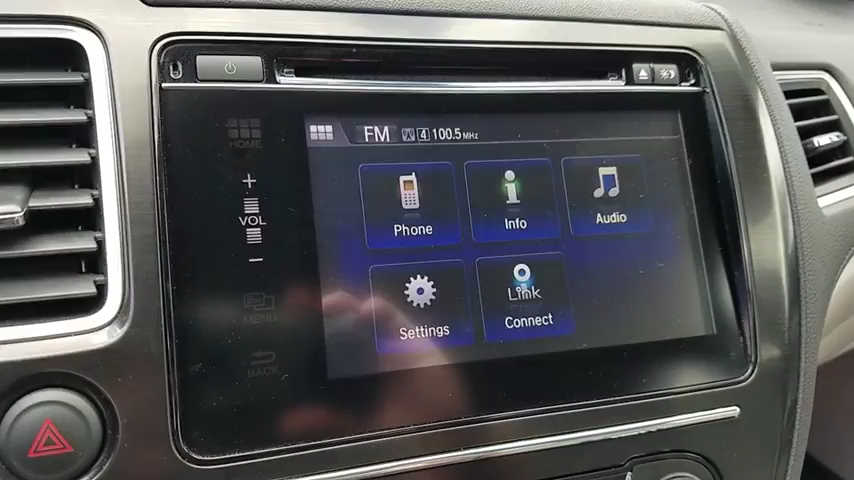 HOME
FM 4 100.5 MHz
+
VOL
−
Phone
Info
Audio
MENU
Settings
Link
Connect
BACK